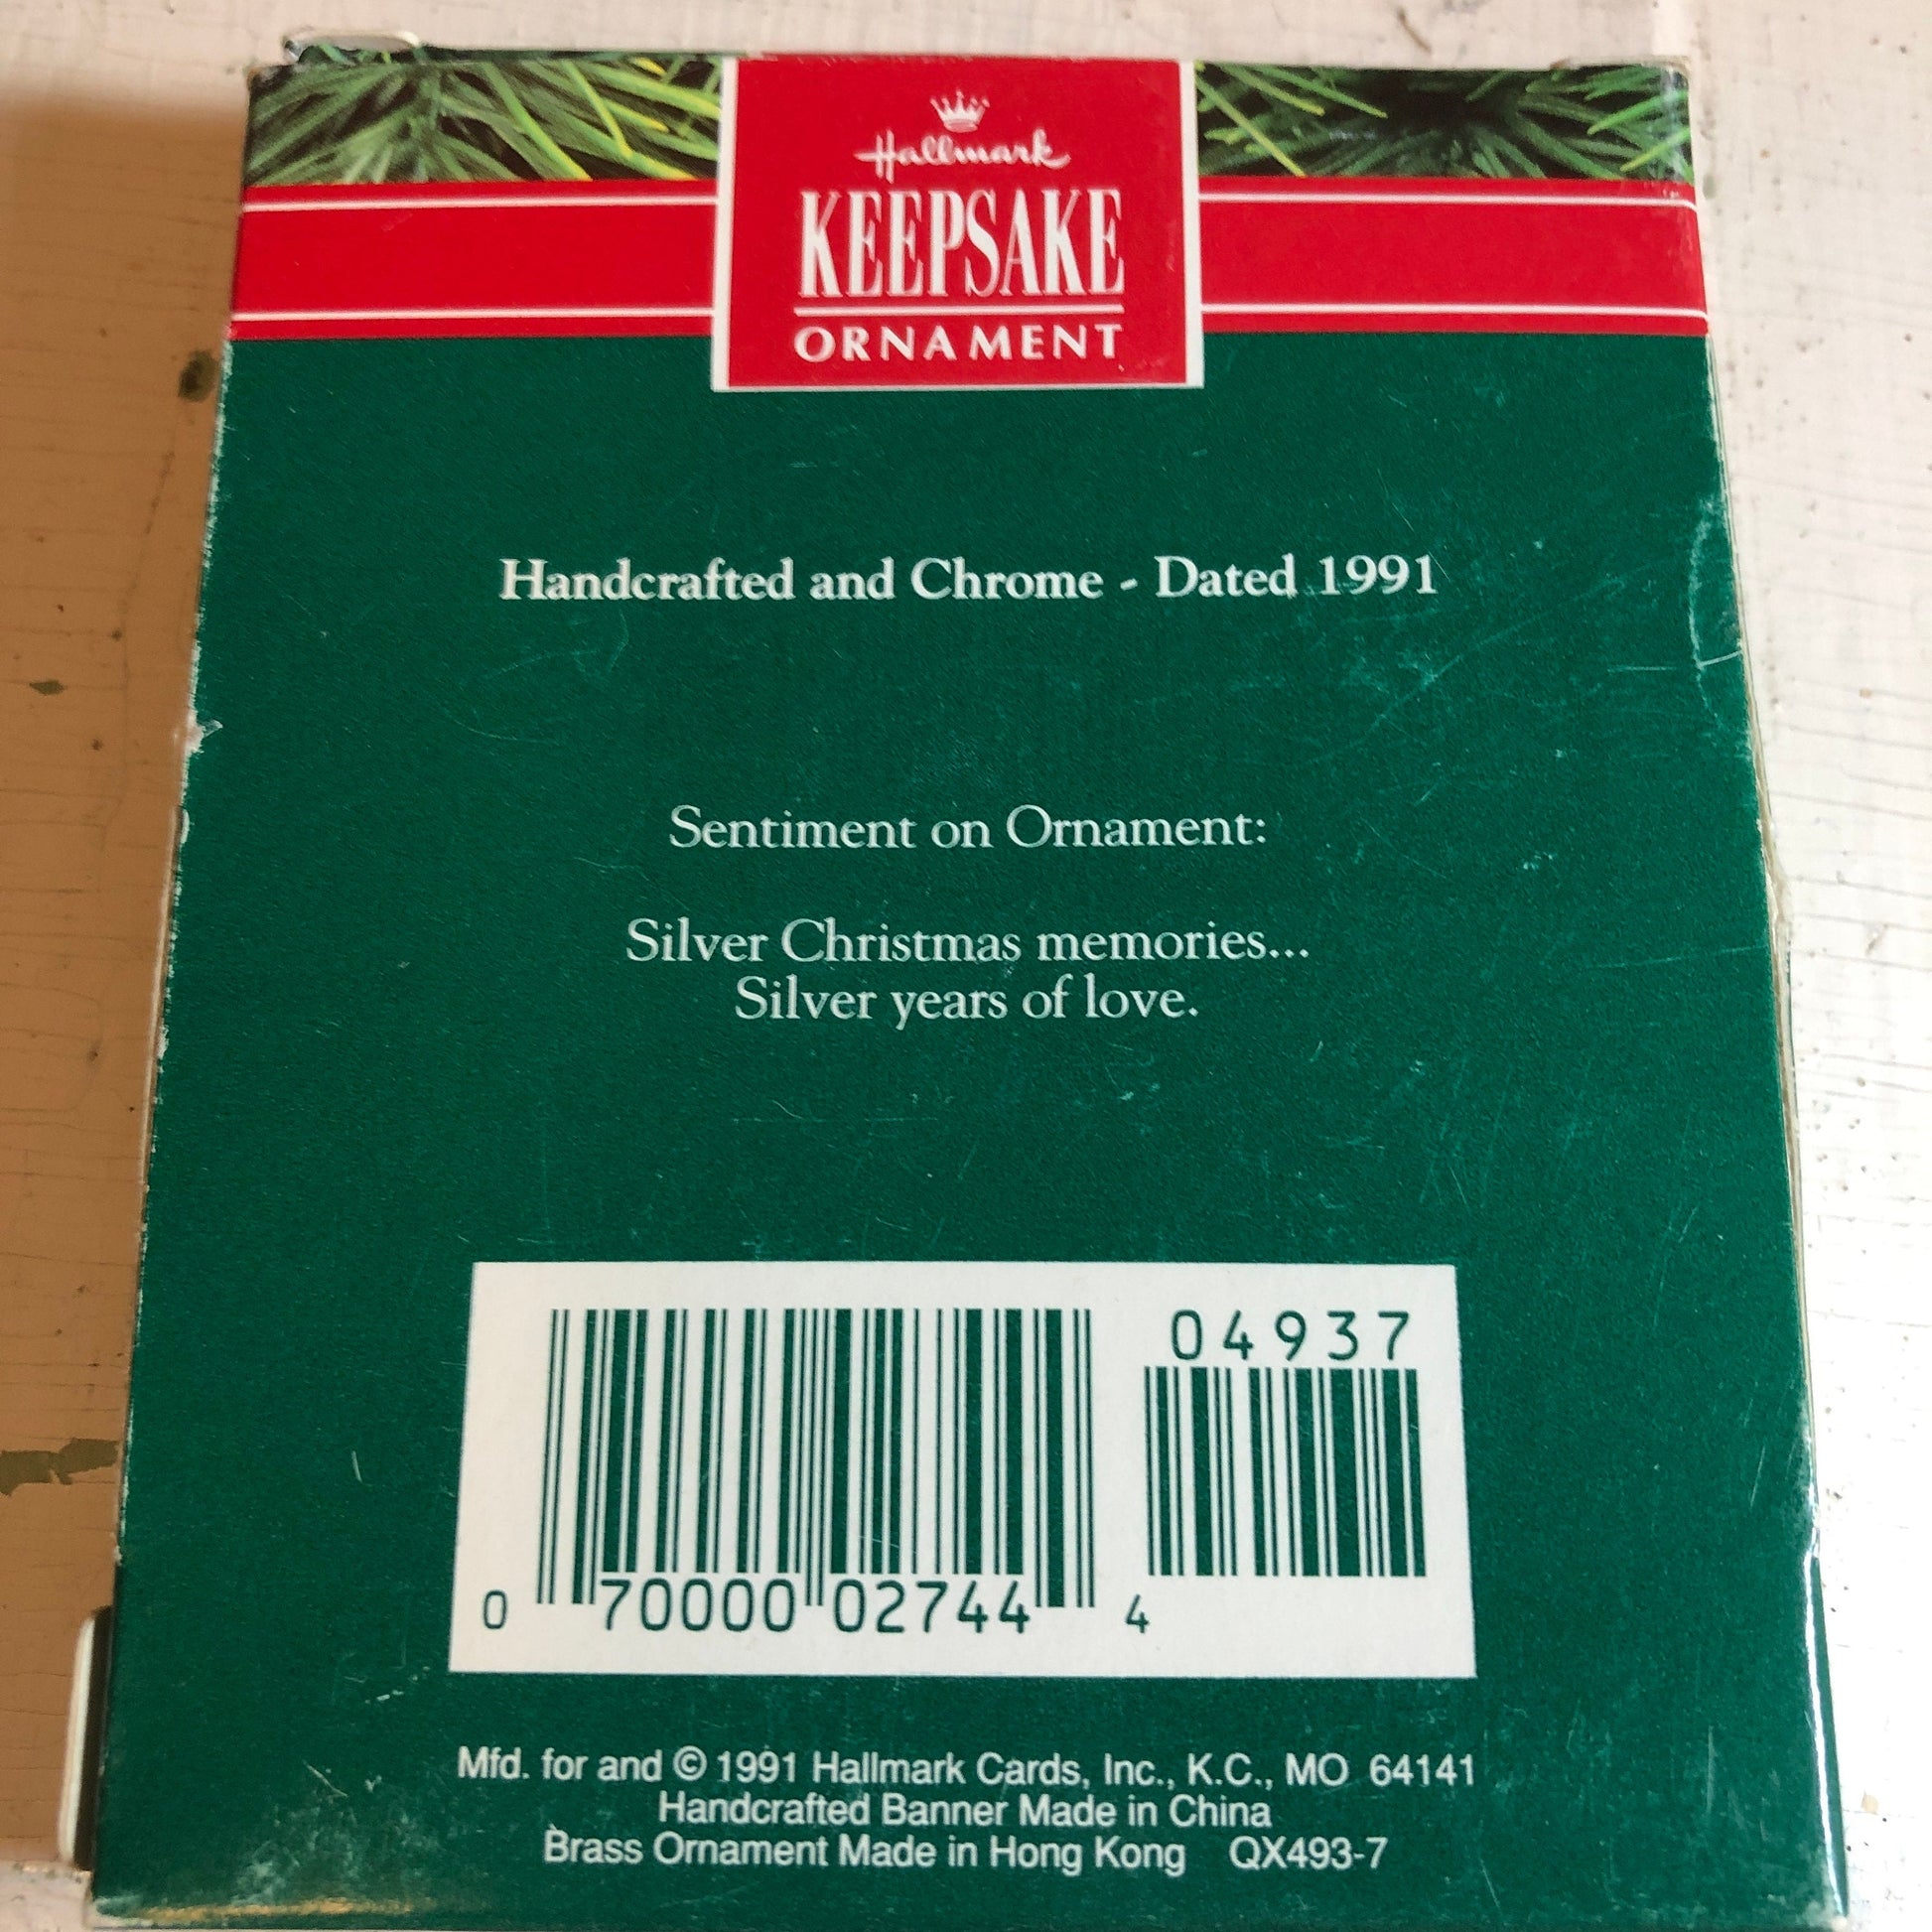 Hallmark
KEEPSAKE
ORNAMENT
Handcrafted and Chrome - Dated 1991
Sentiment on Ornament:
Silver Christmas memories...
Silver years of love.
04937
0 70000 02744 4
Mfd. for and © 1991 Hallmark Cards, Inc., K.C., MO 64141
Handcrafted Banner Made in China
Brass Ornament Made in Hong Kong QX493-7